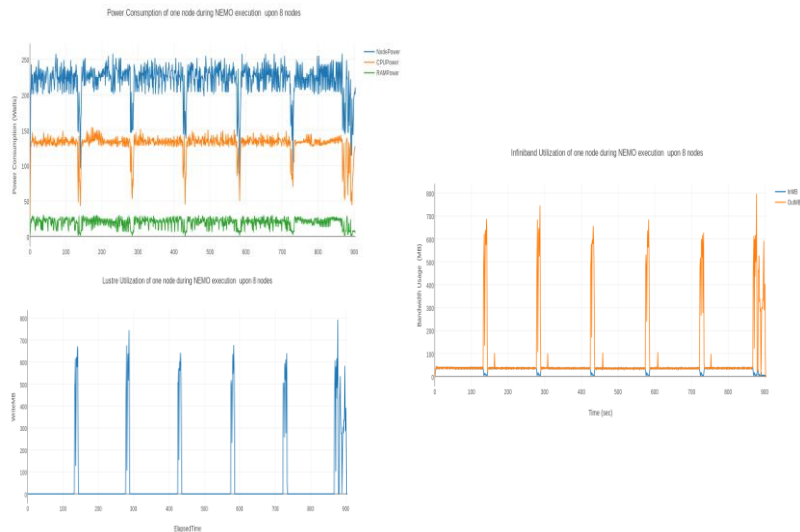 Power Consumption of one node during NEMO execution upon 8 nodes
NodePower
CPUPower
RAMPower
Power Consumption (Watts)
250
200
150
100
50
0
0 100 200 300 400 500 600 700 800 900
Lustre Utilization of one node during NEMO execution upon 8 nodes
WriteMB
800
700
600
500
400
300
200
100
0
0 100 200 300 400 500 600 700 800 900
ElapsedTime
Infiniband Utilization of one node during NEMO execution upon 8 nodes
InMB
OutMB
Bandwidth Usage (MB)
800
700
600
500
400
300
200
100
0
0 100 200 300 400 500 600 700 800 900
Time (sec)